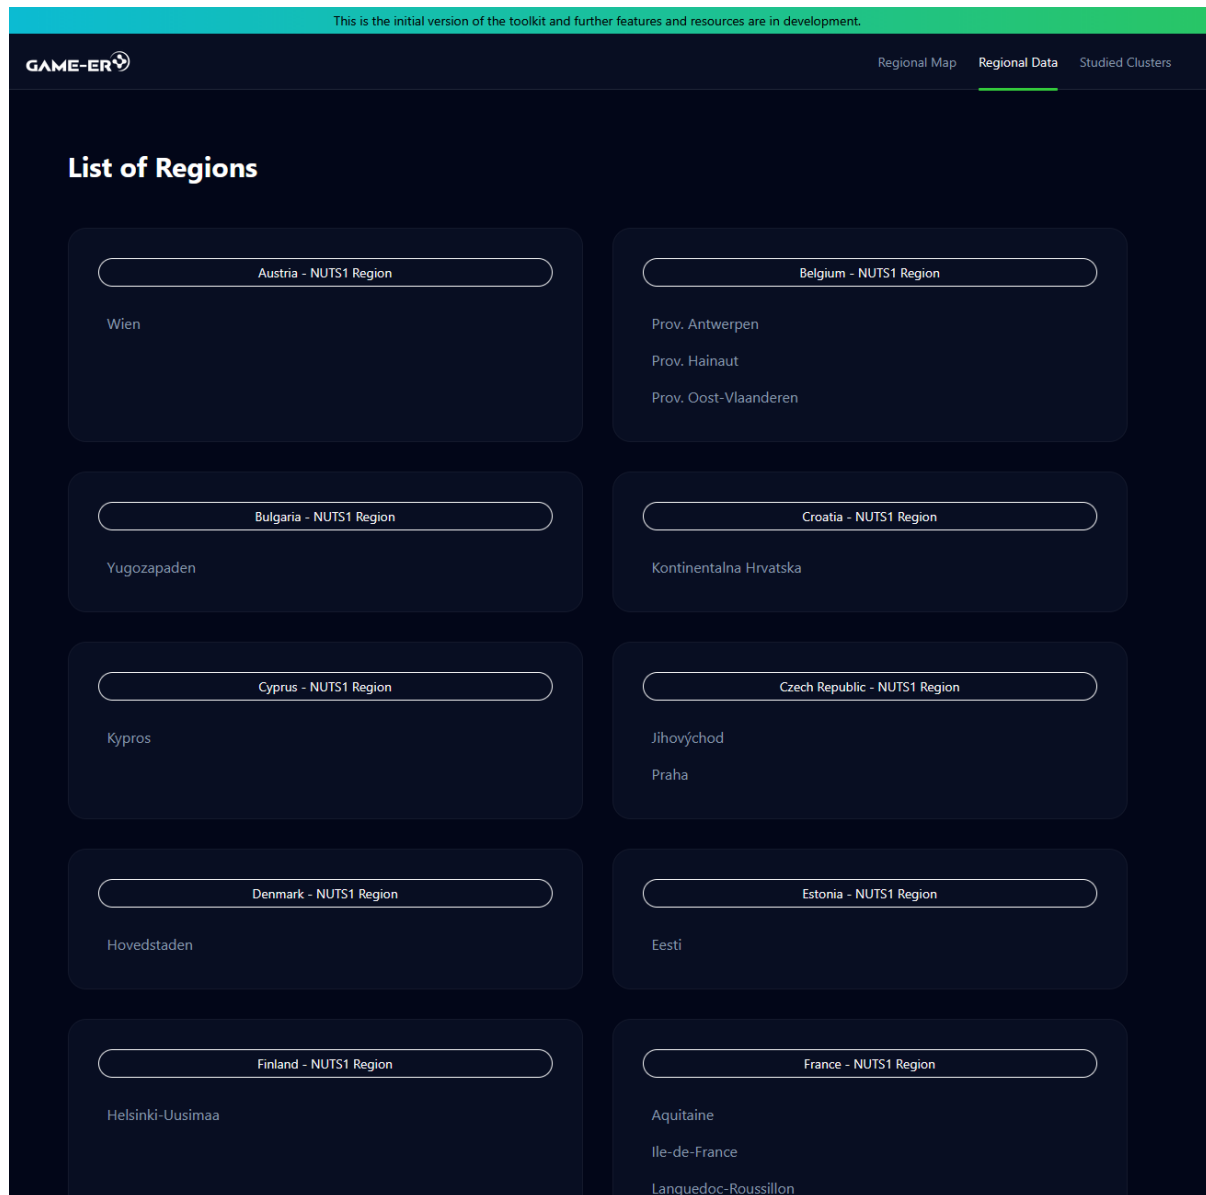 This is the initial version of the toolkit and further features and resources are in development.
GAME-ER
Regional Map
Regional Data
Studied Clusters
List of Regions
Austria - NUTS1 Region
Wien
Belgium - NUTS1 Region
Prov. Antwerpen
Prov. Hainaut
Prov. Oost-Vlaanderen
Bulgaria - NUTS1 Region
Yugozapaden
Croatia - NUTS1 Region
Kontinentalna Hrvatska
Cyprus - NUTS1 Region
Kypros
Czech Republic - NUTS1 Region
Jihovýchod
Praha
Denmark - NUTS1 Region
Hovedstaden
Estonia - NUTS1 Region
Eesti
Finland - NUTS1 Region
Helsinki-Uusimaa
France - NUTS1 Region
Aquitaine
Ile-de-France
Languedoc-Roussillon